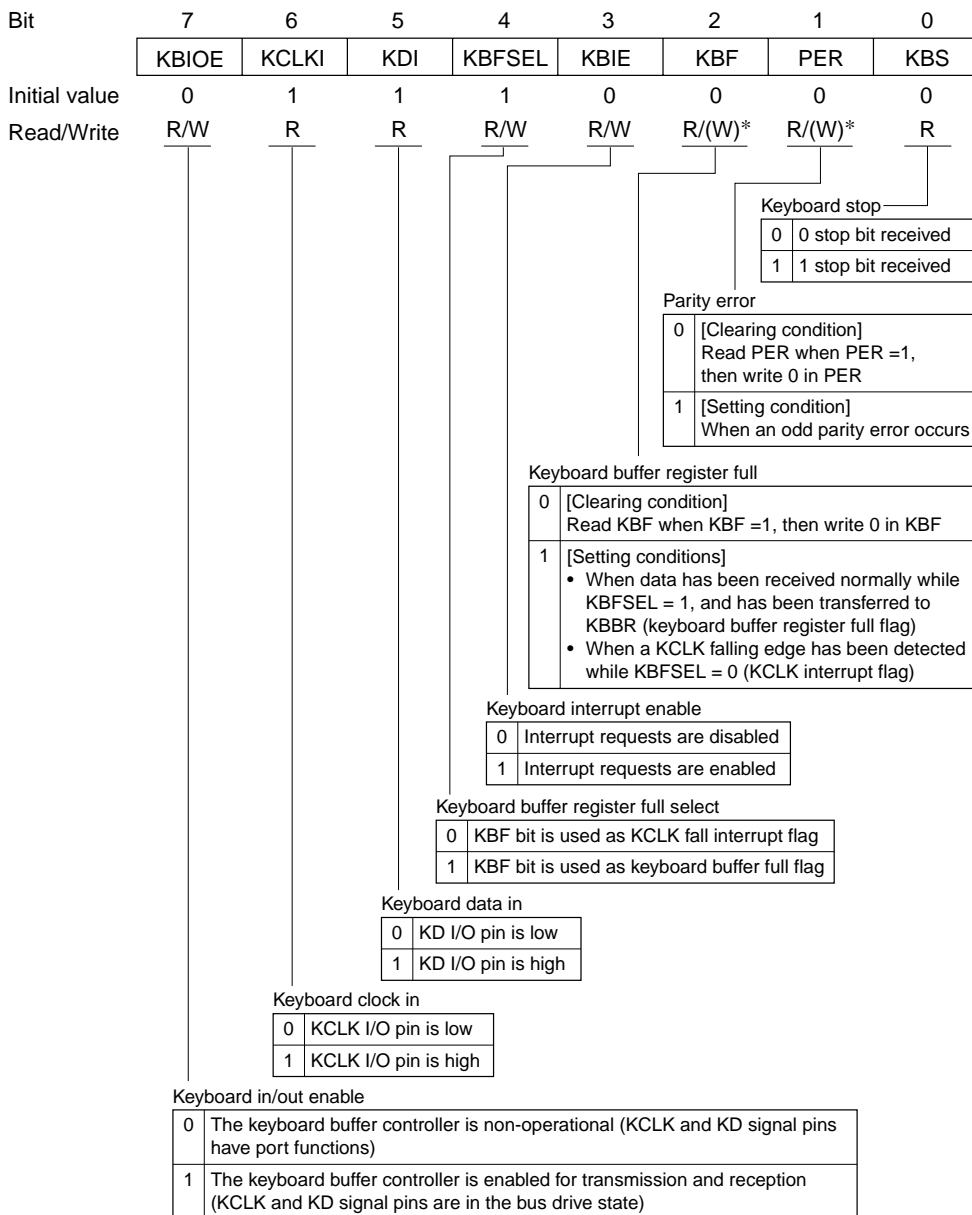 Bit 7 6 5 4 3 2 1 0
KBIOE KCLKI KDI KBFSEL KBIE KBF PER KBS
Initial value 0 1 1 1 0 0 0 0
Read/Write R/W R R R/W R/W R/(W)* R/(W)* R
Keyboard stop
0 0 stop bit received
1 1 stop bit received
Parity error
0 [Clearing condition]
Read PER when PER =1,
then write 0 in PER
1 [Setting condition]
When an odd parity error occurs
Keyboard buffer register full
0 [Clearing condition]
Read KBF when KBF =1, then write 0 in KBF
1 [Setting conditions]
• When data has been received normally while
KBFSEL = 1, and has been transferred to
KBBR (keyboard buffer register full flag)
• When a KCLK falling edge has been detected
while KBFSEL = 0 (KCLK interrupt flag)
Keyboard interrupt enable
0 Interrupt requests are disabled
1 Interrupt requests are enabled
Keyboard buffer register full select
0 KBF bit is used as KCLK fall interrupt flag
1 KBF bit is used as keyboard buffer full flag
Keyboard data in
0 KD I/O pin is low
1 KD I/O pin is high
Keyboard clock in
0 KCLK I/O pin is low
1 KCLK I/O pin is high
Keyboard in/out enable
0 The keyboard buffer controller is non-operational (KCLK and KD signal pins
have port functions)
1 The keyboard buffer controller is enabled for transmission and reception
(KCLK and KD signal pins are in the bus drive state)